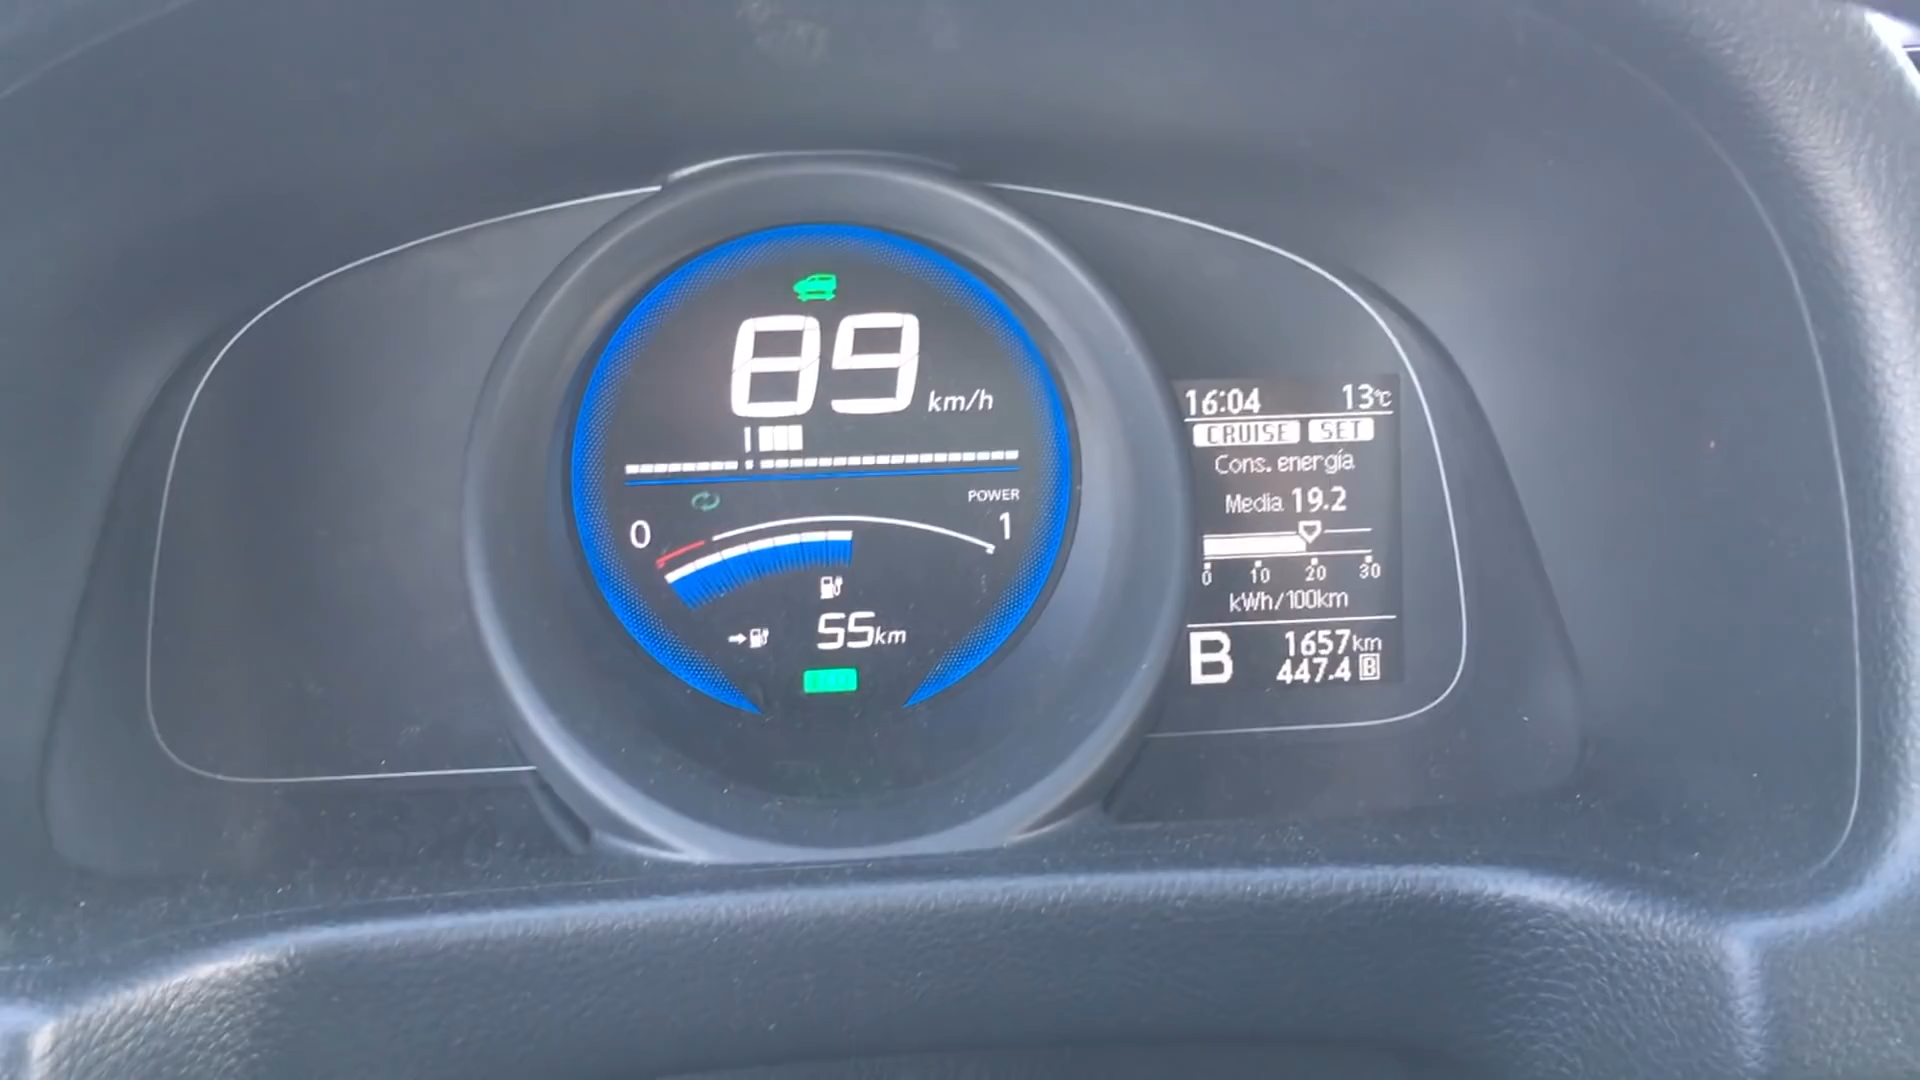 89 km/h
POWER
0 1
55km
16:04 13°C
CRUISE SET
Cons. energía
Media 19.2
0 10 20 30
kWh/100km
B 1657km
447.4 B